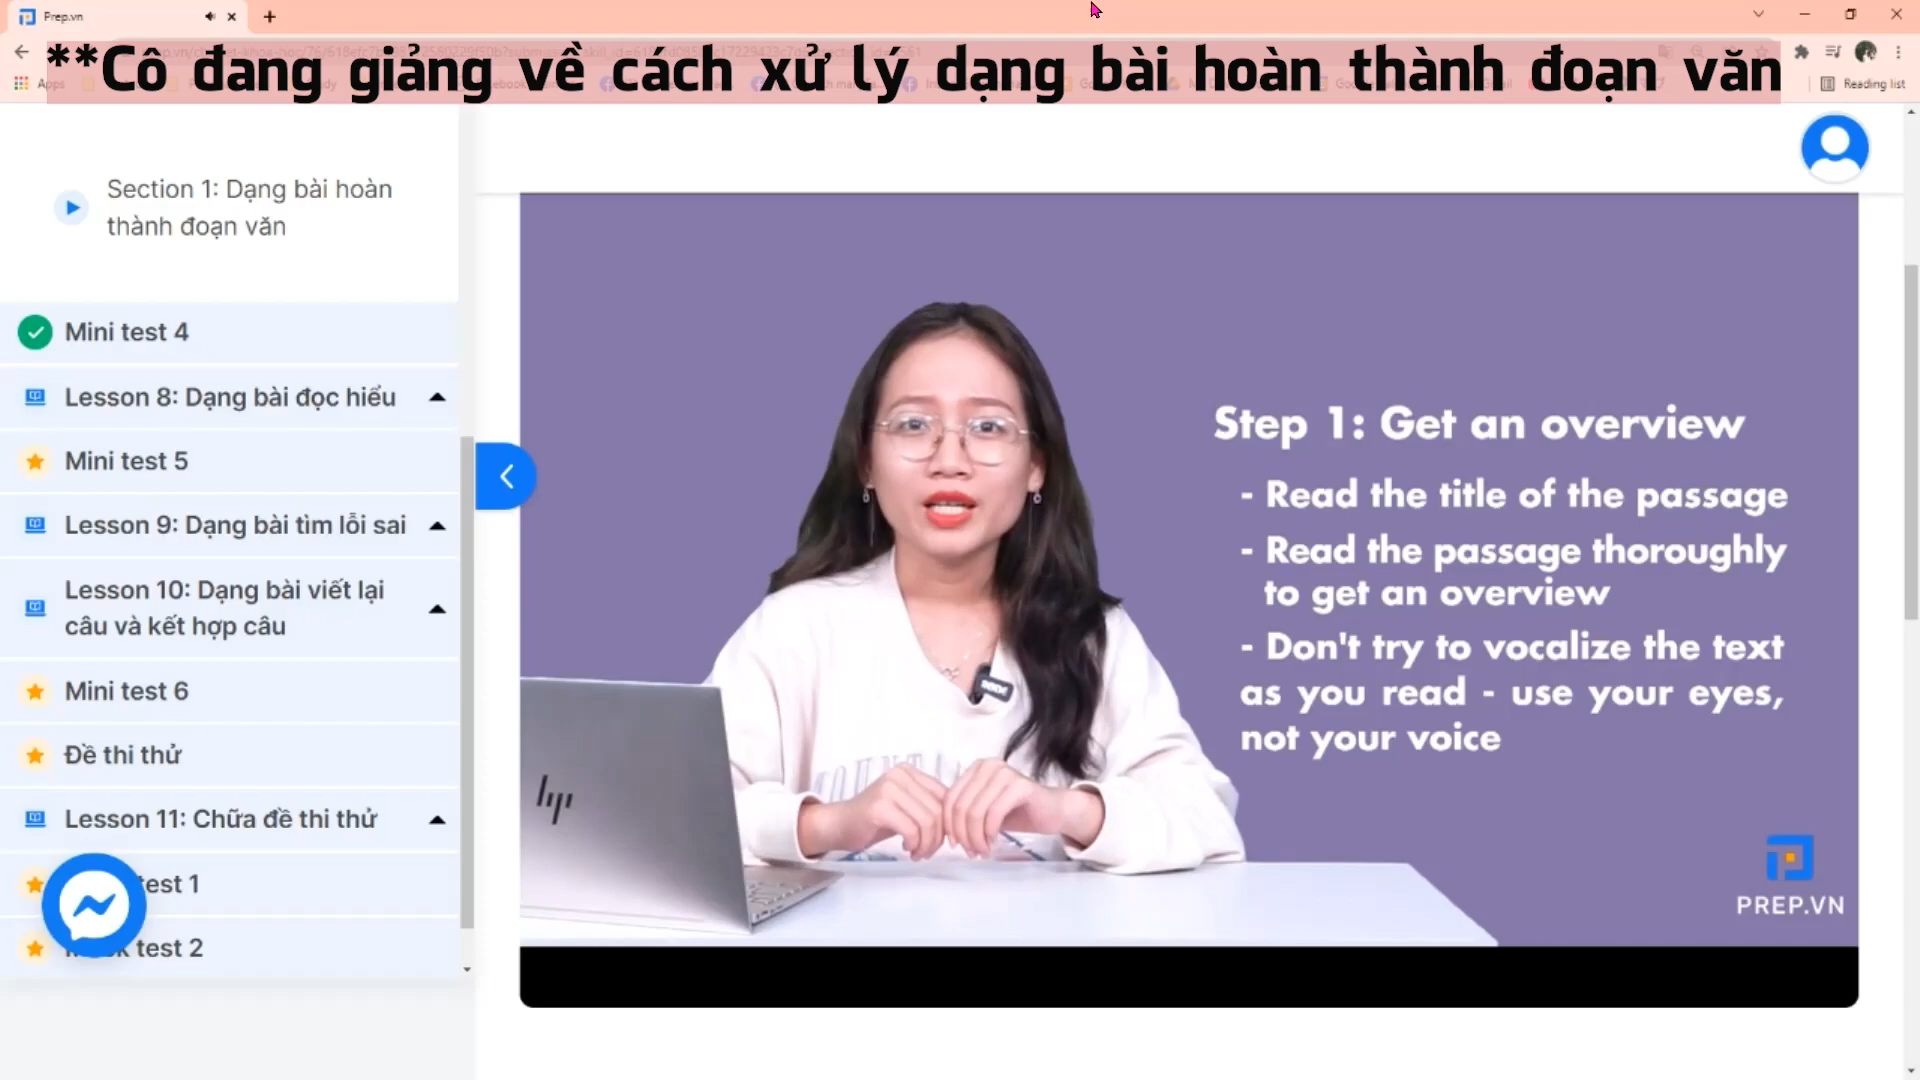 Prep.vn
**Cô đang giảng về cách xử lý dạng bài hoàn thành đoạn văn
Apps
Reading list
Section 1: Dạng bài hoàn
thành đoạn văn
Mini test 4
Lesson 8: Dạng bài đọc hiểu
Mini test 5
Lesson 9: Dạng bài tìm lỗi sai
Lesson 10: Dạng bài viết lại
câu và kết hợp câu
Mini test 6
Đề thi thử
Lesson 11: Chữa đề thi thử
test 1
test 2
Step 1: Get an overview
- Read the title of the passage
- Read the passage thoroughly
to get an overview
- Don't try to vocalize the text
as you read - use your eyes,
not your voice
hp
PREP.VN